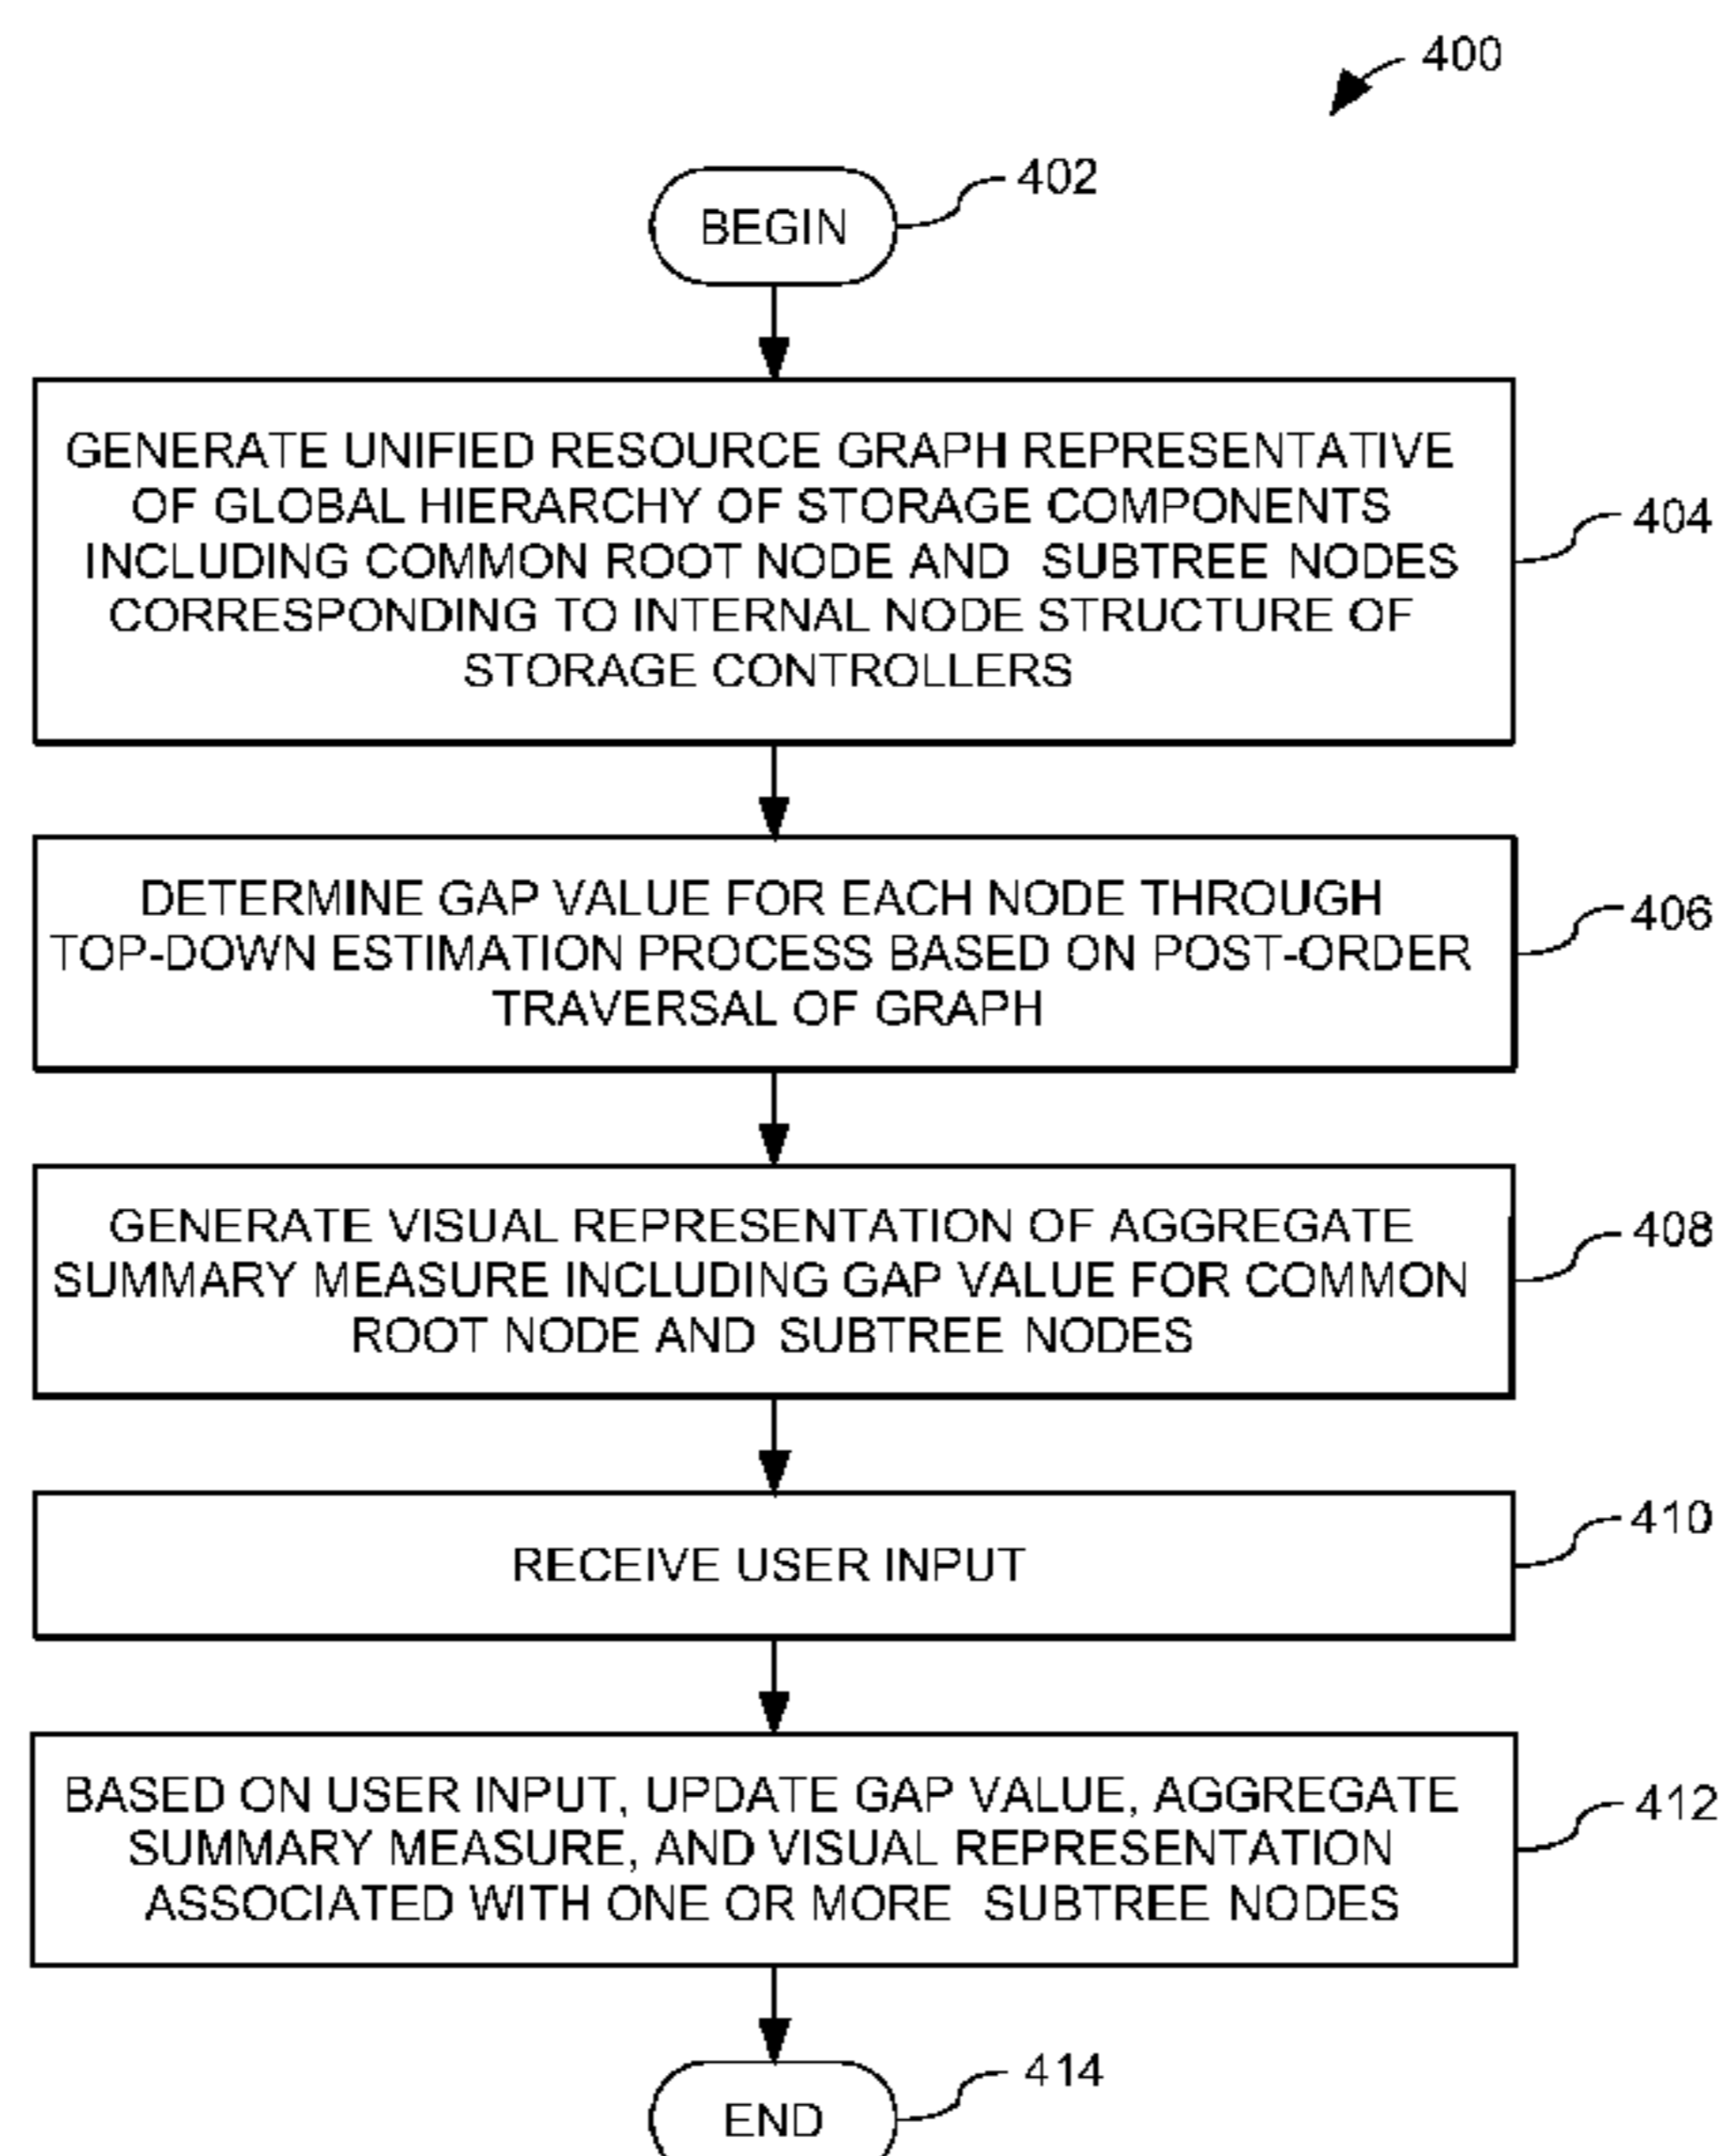 400
BEGIN
402
GENERATE UNIFIED RESOURCE GRAPH REPRESENTATIVE
OF GLOBAL HIERARCHY OF STORAGE COMPONENTS
INCLUDING COMMON ROOT NODE AND SUBTREE NODES
CORRESPONDING TO INTERNAL NODE STRUCTURE OF
STORAGE CONTROLLERS
404
DETERMINE GAP VALUE FOR EACH NODE THROUGH
TOP-DOWN ESTIMATION PROCESS BASED ON POST-ORDER
TRAVERSAL OF GRAPH
406
GENERATE VISUAL REPRESENTATION OF AGGREGATE
SUMMARY MEASURE INCLUDING GAP VALUE FOR COMMON
ROOT NODE AND SUBTREE NODES
408
RECEIVE USER INPUT
410
BASED ON USER INPUT, UPDATE GAP VALUE, AGGREGATE
SUMMARY MEASURE, AND VISUAL REPRESENTATION
ASSOCIATED WITH ONE OR MORE SUBTREE NODES
412
END
414